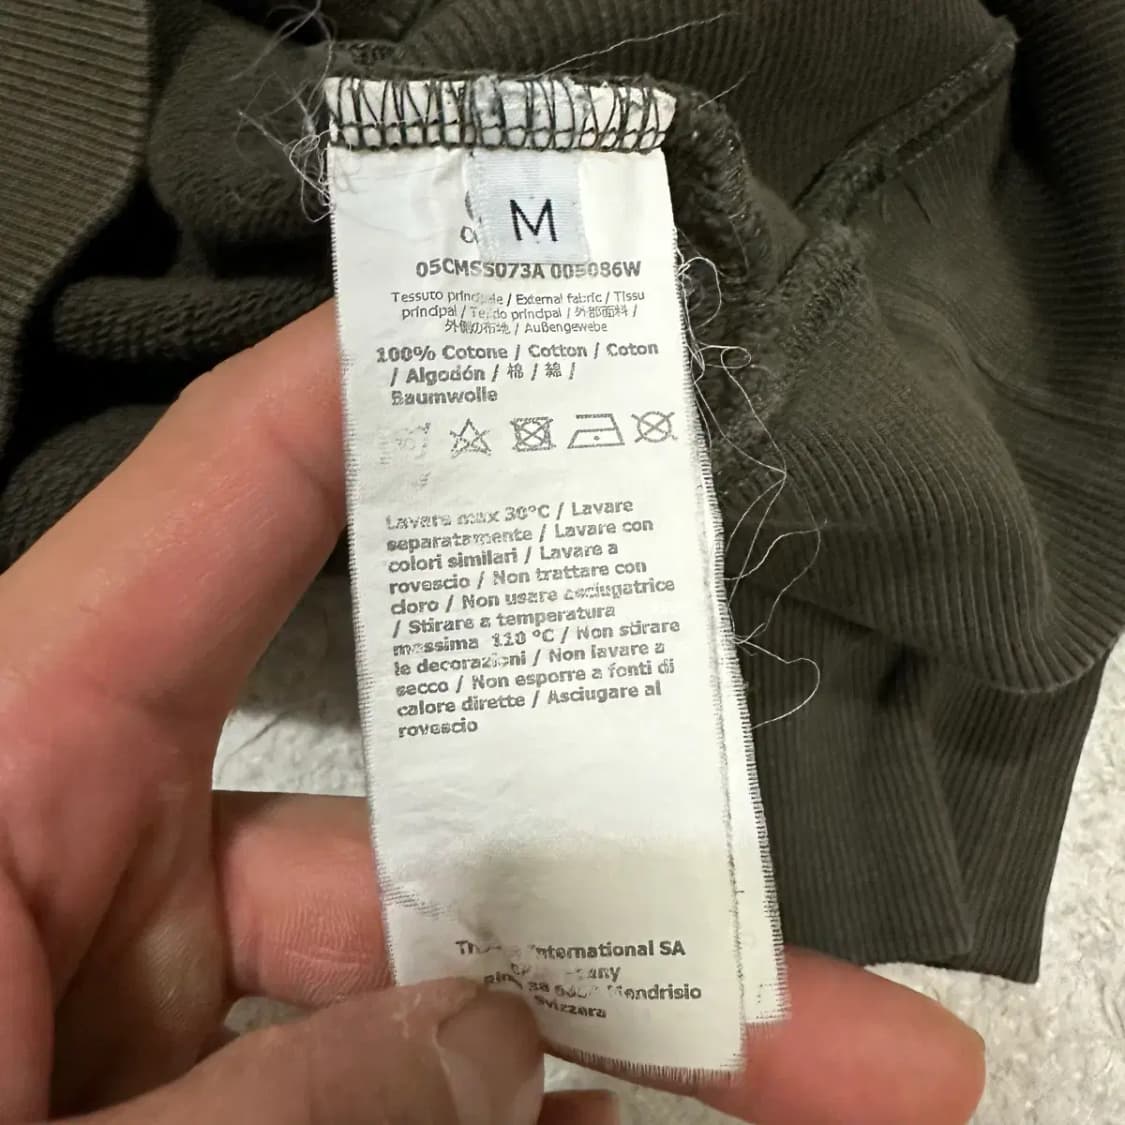 M
05CMSS073A 005086W
Tessuto principale / External fabric / Tissu
principal / Tejido principal / 外部面料 /
外側の布地 / Außengewebe
100% Cotone / Cotton / Coton
/ Algodón / 棉 / 綿 /
Baumwolle
Lavare max 30°C / Lavare
separatamente / Lavare con
colori similari / Lavare a
rovescio / Non trattare con
cloro / Non usare asciugatrice
/ Stirare a temperatura
massima 110 °C / Non stirare
le decorazioni / Non lavare a
secco / Non esporre a fonti di
calore dirette / Asciugare al
rovescio
International SA
Mendrisio
Svizzera